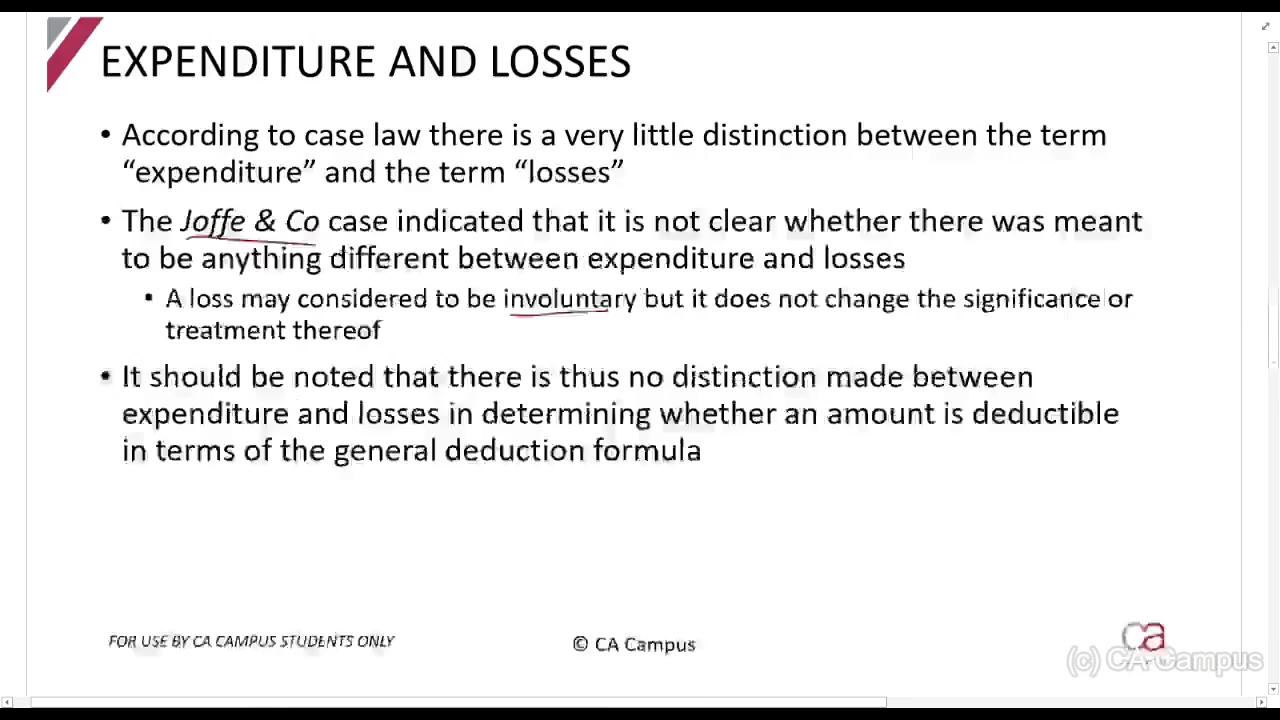 EXPENDITURE AND LOSSES
• According to case law there is a very little distinction between the term
“expenditure” and the term “losses”
• The Joffe & Co case indicated that it is not clear whether there was meant
to be anything different between expenditure and losses
▪ A loss may considered to be involuntary but it does not change the significance or
treatment thereof
• It should be noted that there is thus no distinction made between
expenditure and losses in determining whether an amount is deductible
in terms of the general deduction formula
FOR USE BY CA CAMPUS STUDENTS ONLY
© CA Campus
ca
(c) CA Campus